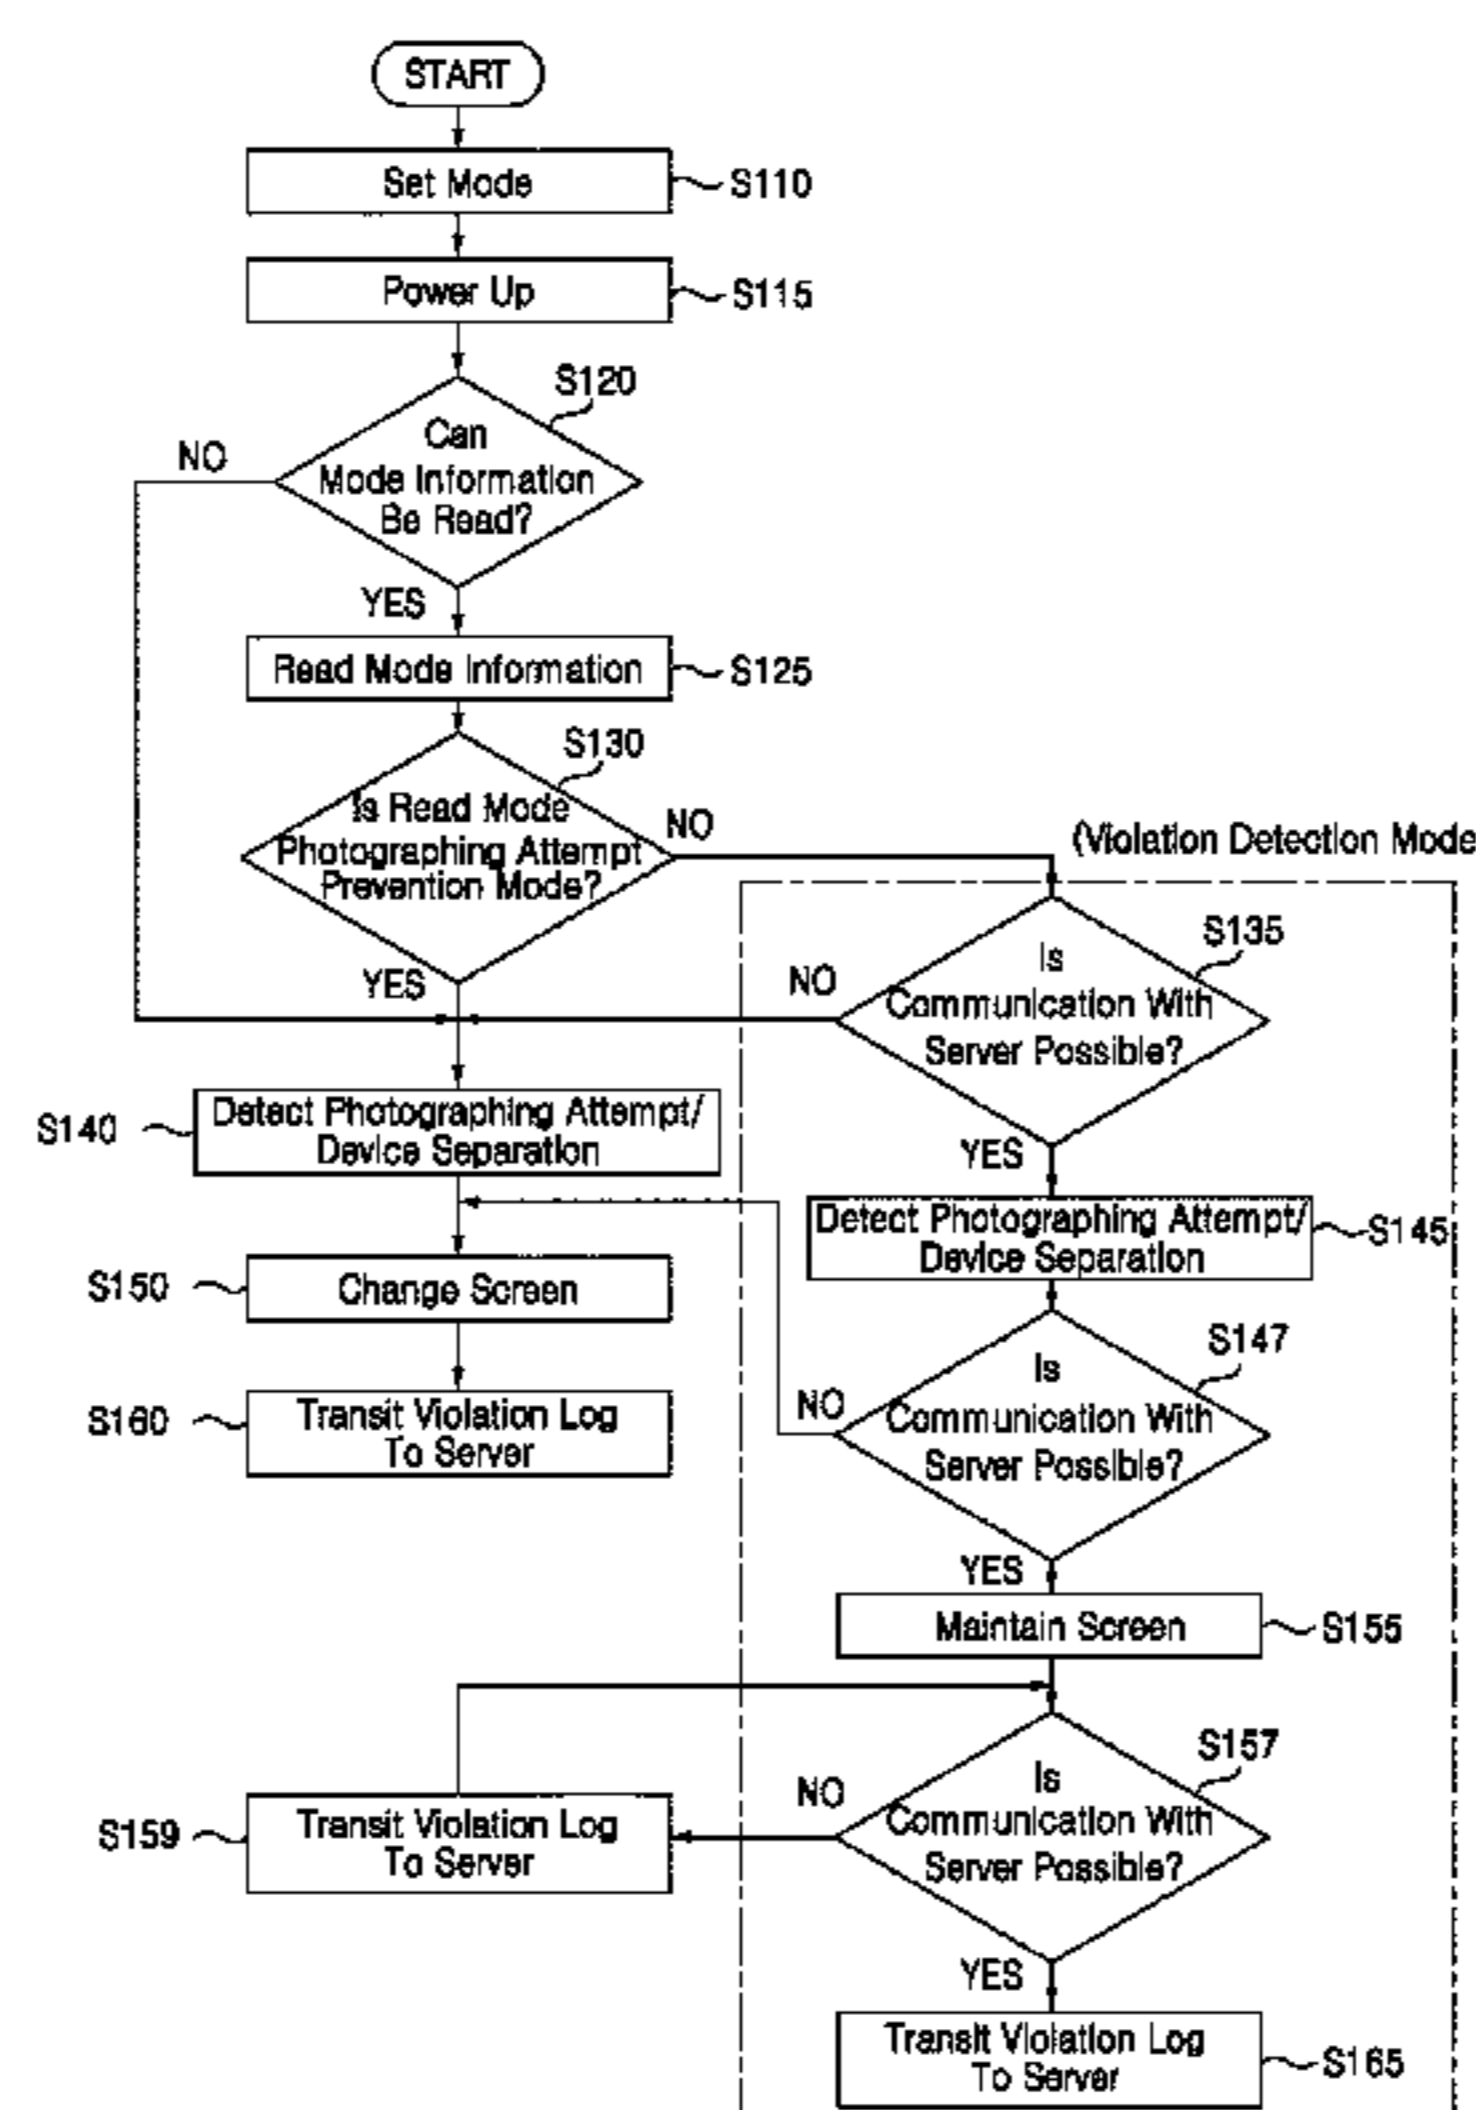 START
Set Mode
S110
Power Up
S115
S120
Can
Mode Information
Be Read?
NO
YES
Read Mode Information
S125
S130
Is Read Mode
Photographing Attempt
Prevention Mode?
NO
YES
(Violation Detection Mode
S135
Is
Communication With
Server Possible?
NO
YES
S140
Detect Photographing Attempt/
Device Separation
Detect Photographing Attempt/
Device Separation
S145
S150
Change Screen
S147
Is
Communication With
Server Possible?
NO
YES
S160
Transit Violation Log
To Server
Maintain Screen
S155
S157
Is
Communication With
Server Possible?
NO
YES
S159
Transit Violation Log
To Server
Transit Violation Log
To Server
S165